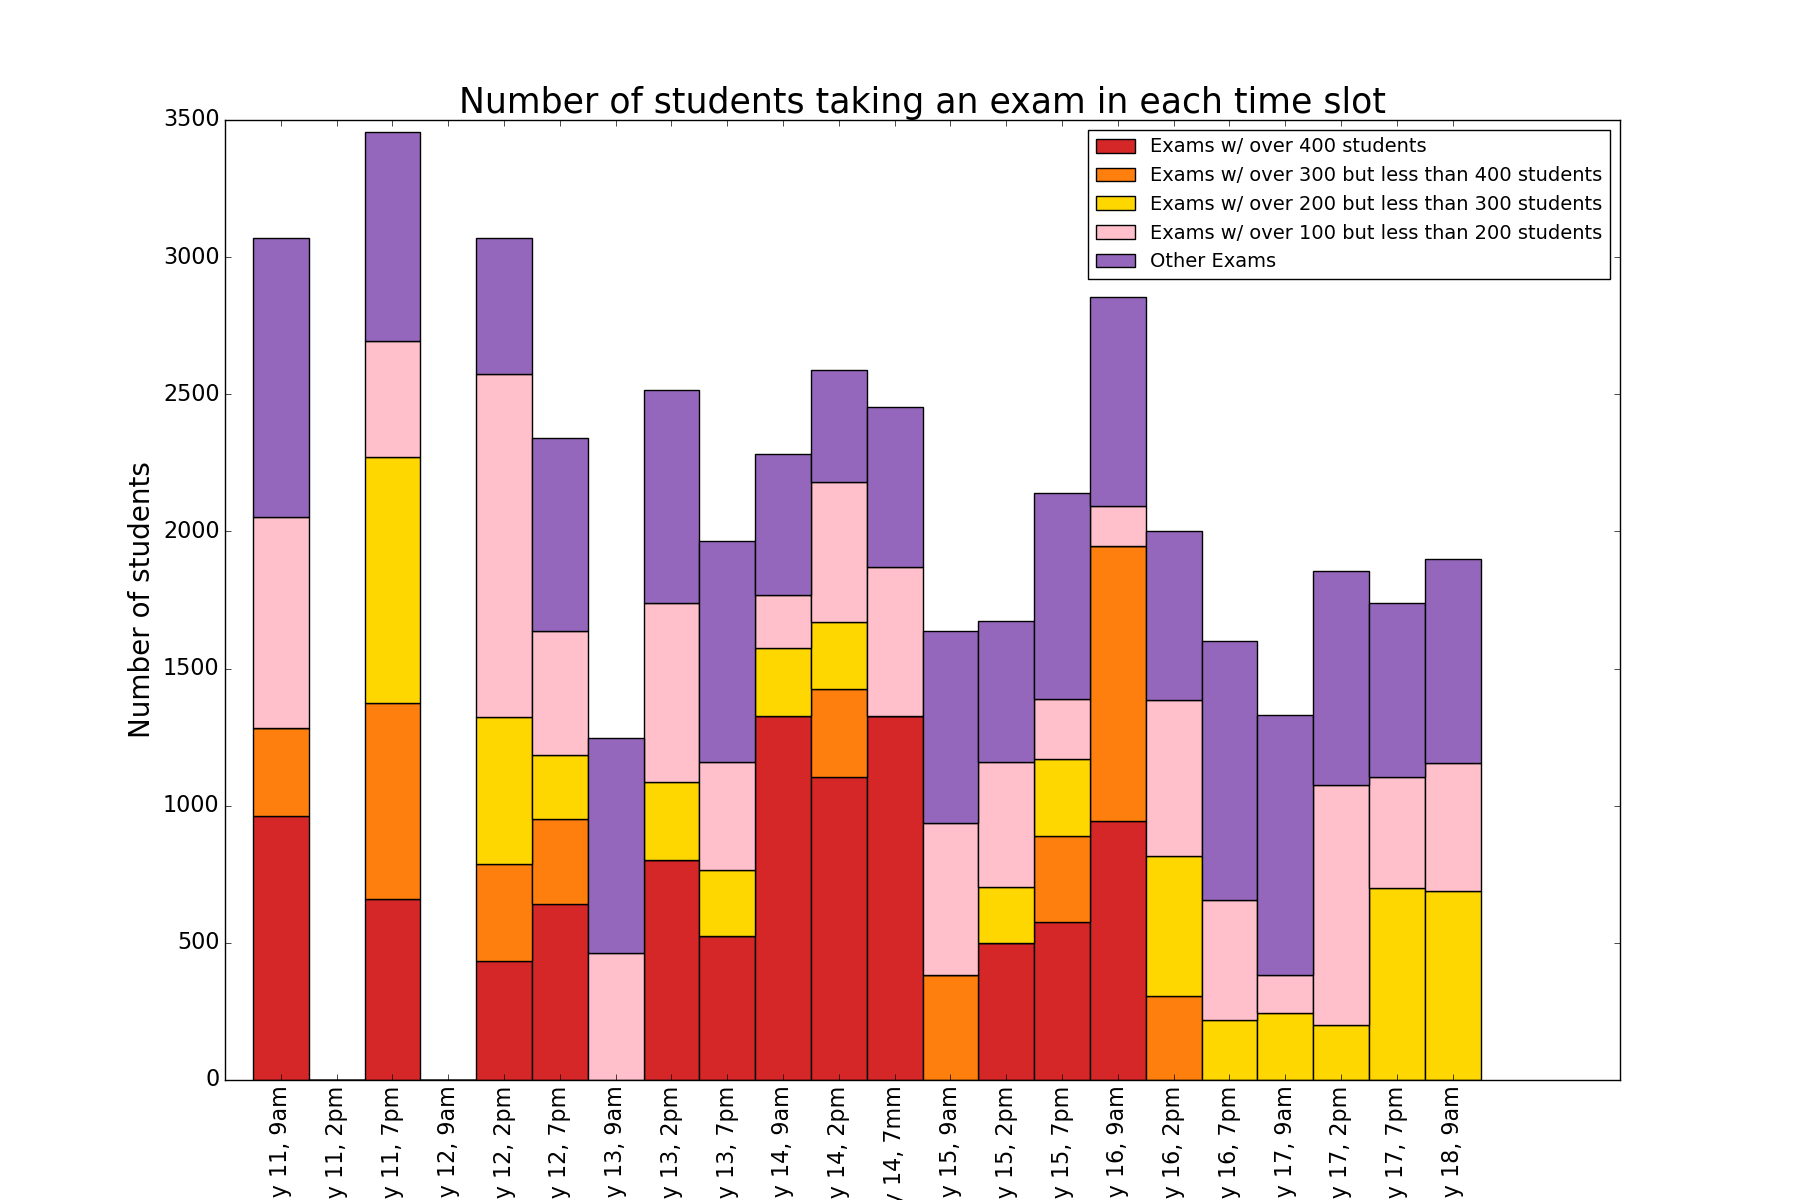 Number of students taking an exam in each time slot
Exams w/ over 400 students
Exams w/ over 300 but less than 400 students
Exams w/ over 200 but less than 300 students
Exams w/ over 100 but less than 200 students
Other Exams
Number of students
3500
3000
2500
2000
1500
1000
500
0
y 11, 9am
y 11, 2pm
y 11, 7pm
y 12, 9am
y 12, 2pm
y 12, 7pm
y 13, 9am
y 13, 2pm
y 13, 7pm
y 14, 9am
y 14, 2pm
y 14, 7mm
y 15, 9am
y 15, 2pm
y 15, 7pm
y 16, 9am
y 16, 2pm
y 16, 7pm
y 17, 9am
y 17, 2pm
y 17, 7pm
y 18, 9am